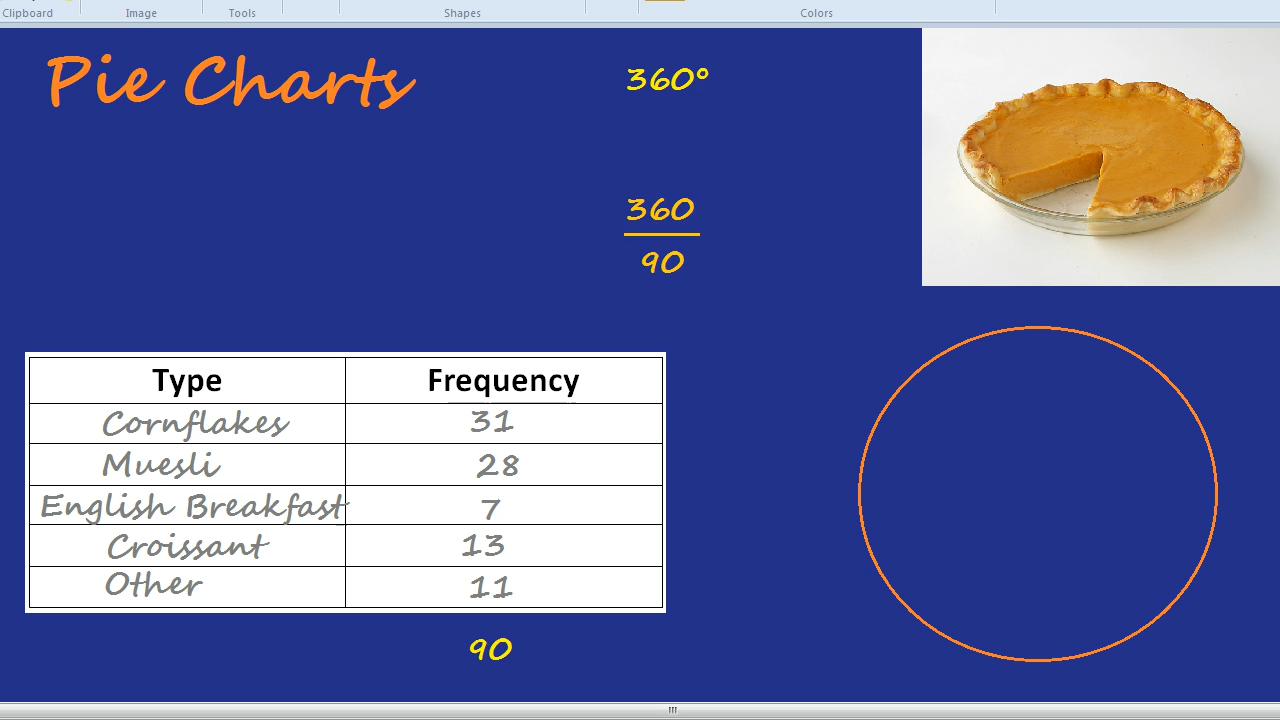 Clipboard Image Tools Shapes Colors
Pie Charts
360°
360
90
Type Frequency
Cornflakes 31
Muesli 28
English Breakfast 7
Croissant 13
Other 11
90